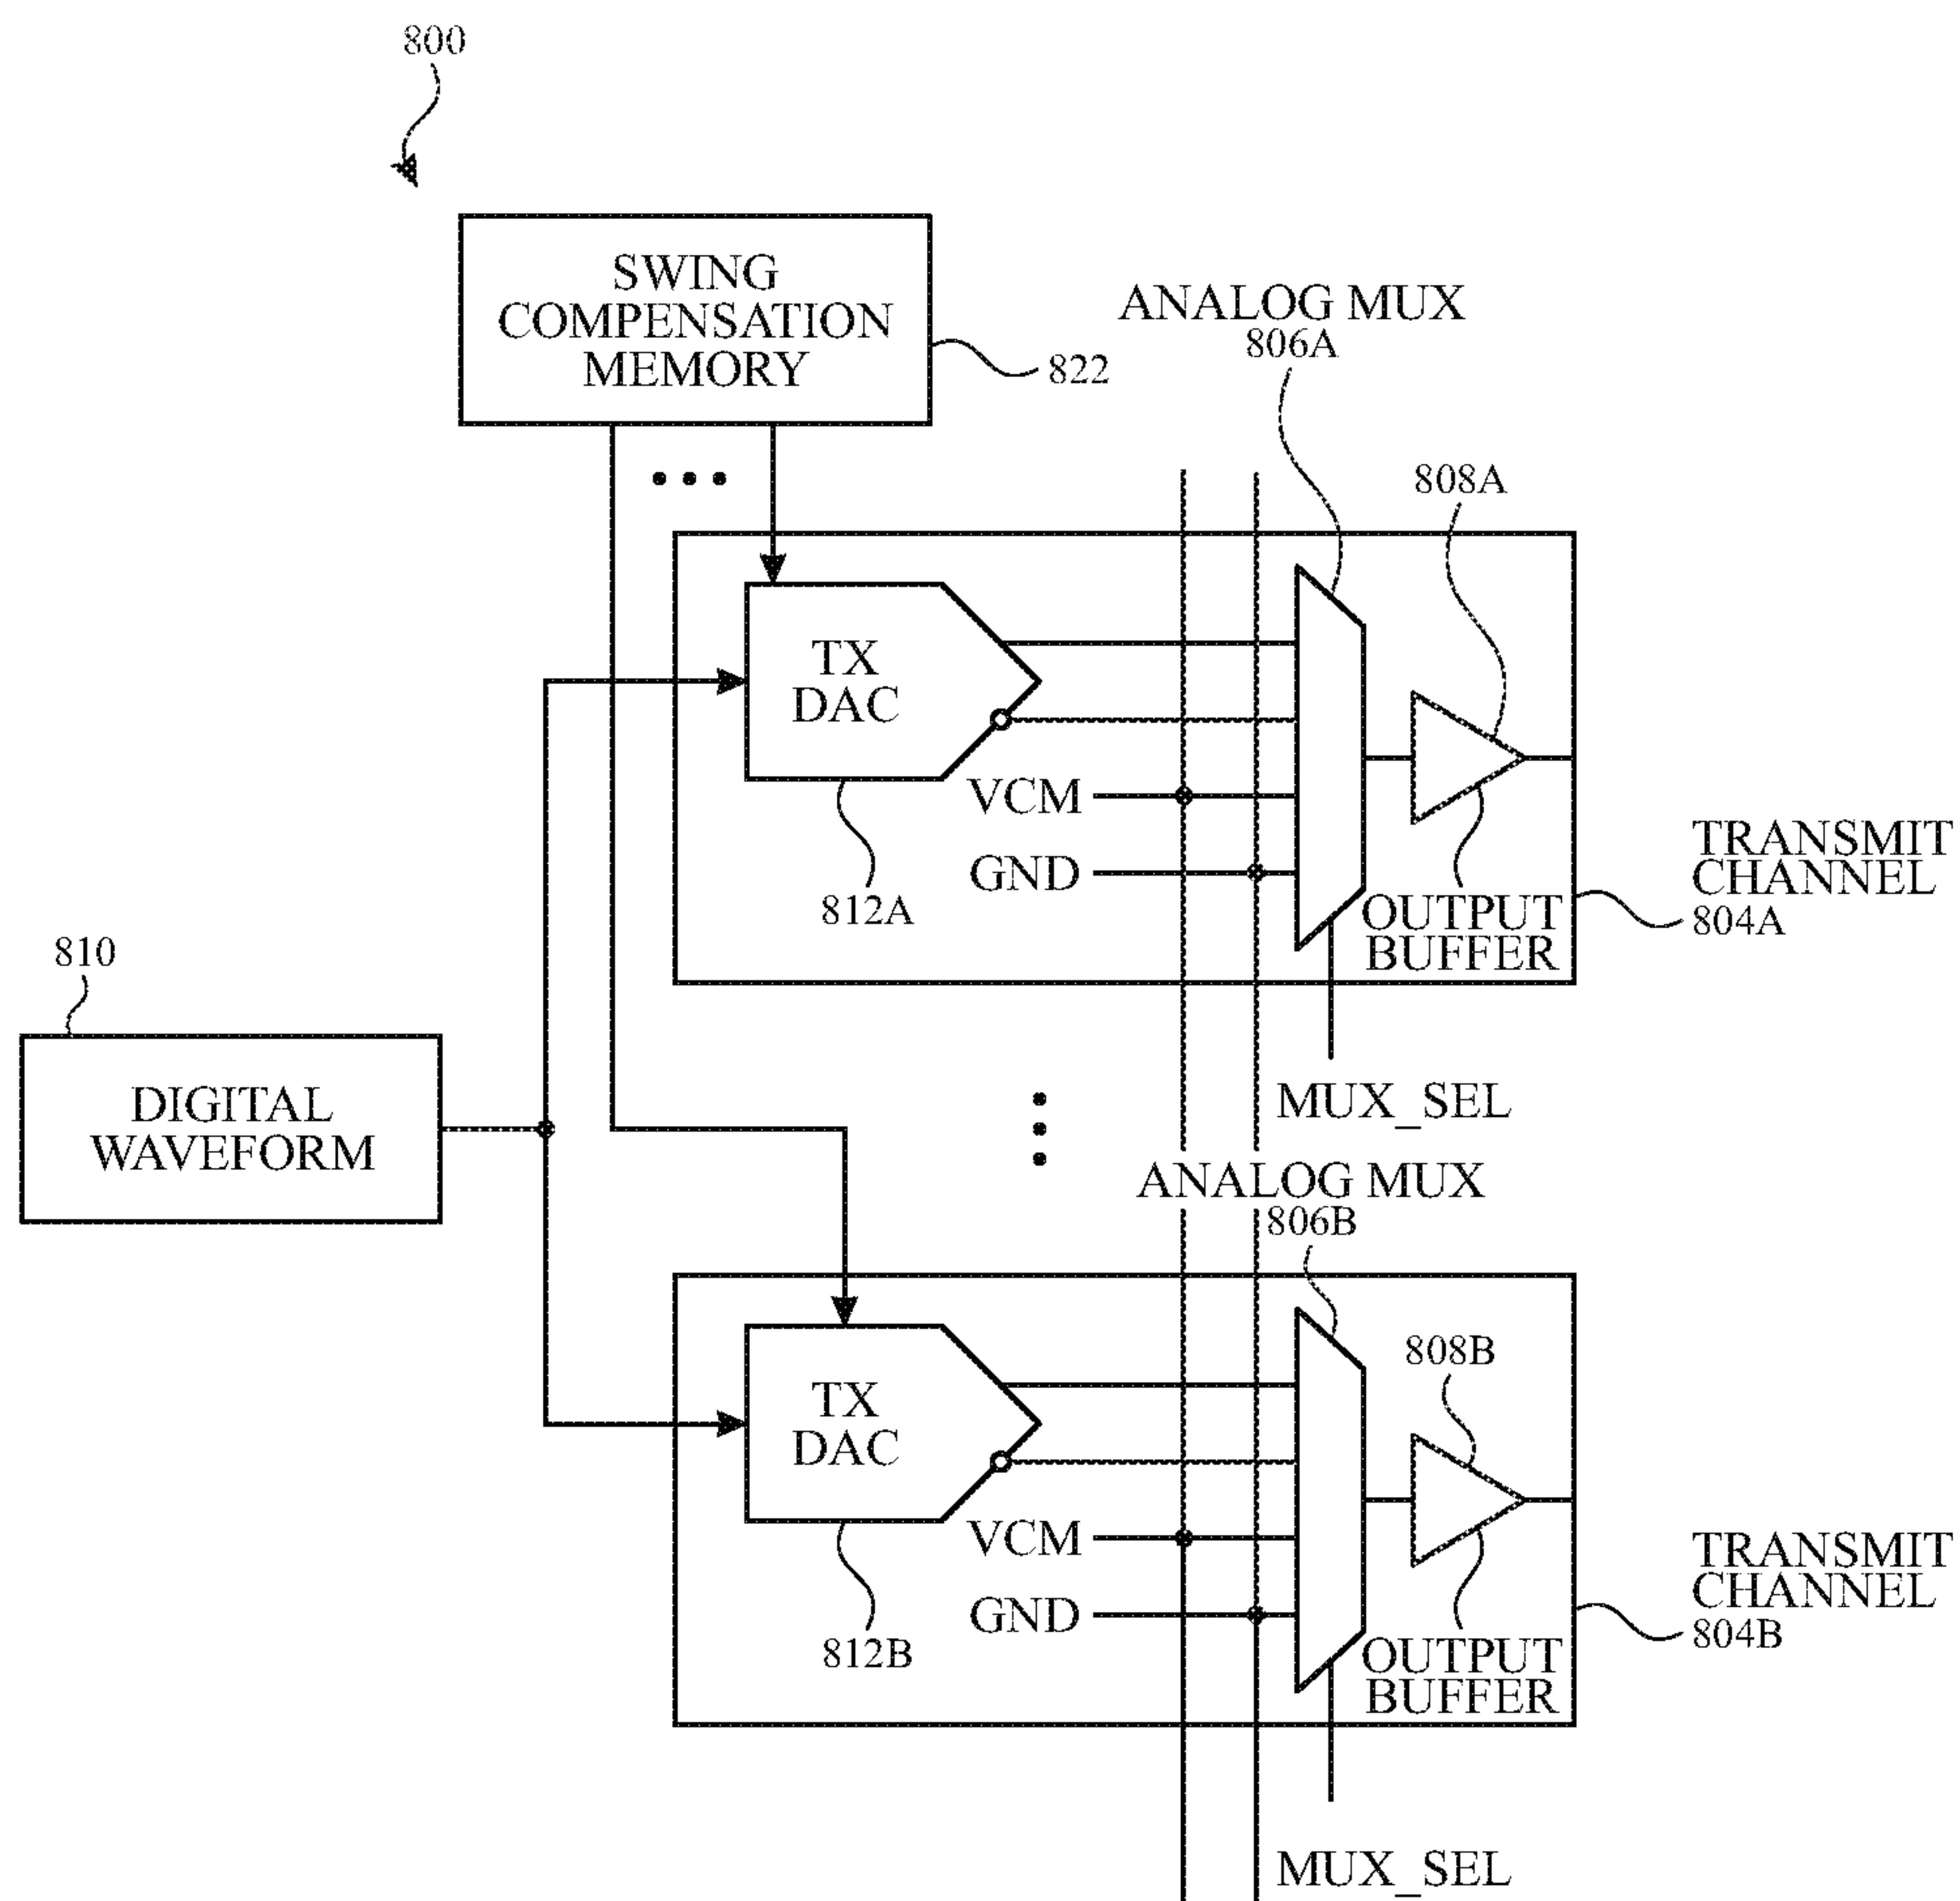 800
SWING
COMPENSATION
MEMORY
822
ANALOG MUX
806A
808A
TX
DAC
812A
VCM
GND
OUTPUT
BUFFER
TRANSMIT
CHANNEL
804A
MUX_SEL
810
DIGITAL
WAVEFORM
ANALOG MUX
806B
808B
TX
DAC
812B
VCM
GND
OUTPUT
BUFFER
TRANSMIT
CHANNEL
804B
MUX_SEL